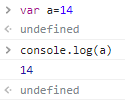 > var a=14
< undefined
> console.log(a)
14
< undefined